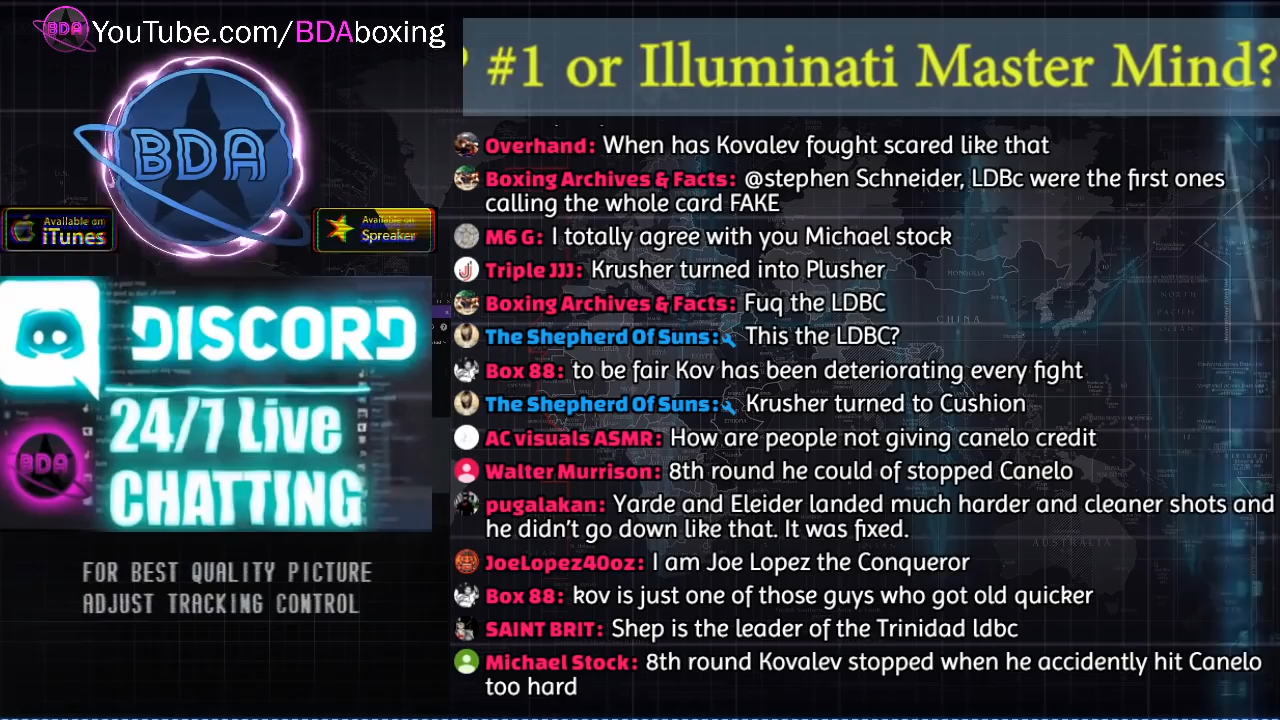 BDA YouTube.com/BDAboxing
? #1 or Illuminati Master Mind?
BDA
Available on
iTunes
Available on
Spreaker
DISCORD
24/7 Live
CHATTING
BDA
FOR BEST QUALITY PICTURE
ADJUST TRACKING CONTROL
Overhand: When has Kovalev fought scared like that
Boxing Archives & Facts: @stephen Schneider, LDBc were the first ones
calling the whole card FAKE
M6 G: I totally agree with you Michael stock
Triple JJJ: Krusher turned into Plusher
Boxing Archives & Facts: Fuq the LDBC
The Shepherd Of Suns: This the LDBC?
Box 88: to be fair Kov has been deteriorating every fight
The Shepherd Of Suns: Krusher turned to Cushion
AC visuals ASMR: How are people not giving canelo credit
Walter Murrison: 8th round he could of stopped Canelo
pugalakan: Yarde and Eleider landed much harder and cleaner shots and
he didn't go down like that. It was fixed.
JoeLopez40oz: I am Joe Lopez the Conqueror
Box 88: kov is just one of those guys who got old quicker
SAINT BRIT: Shep is the leader of the Trinidad ldbc
Michael Stock: 8th round Kovalev stopped when he accidently hit Canelo
too hard
MONGOLIA
CHINA
NORTH
PACIFIC
OCEAN
AUSTRALIA